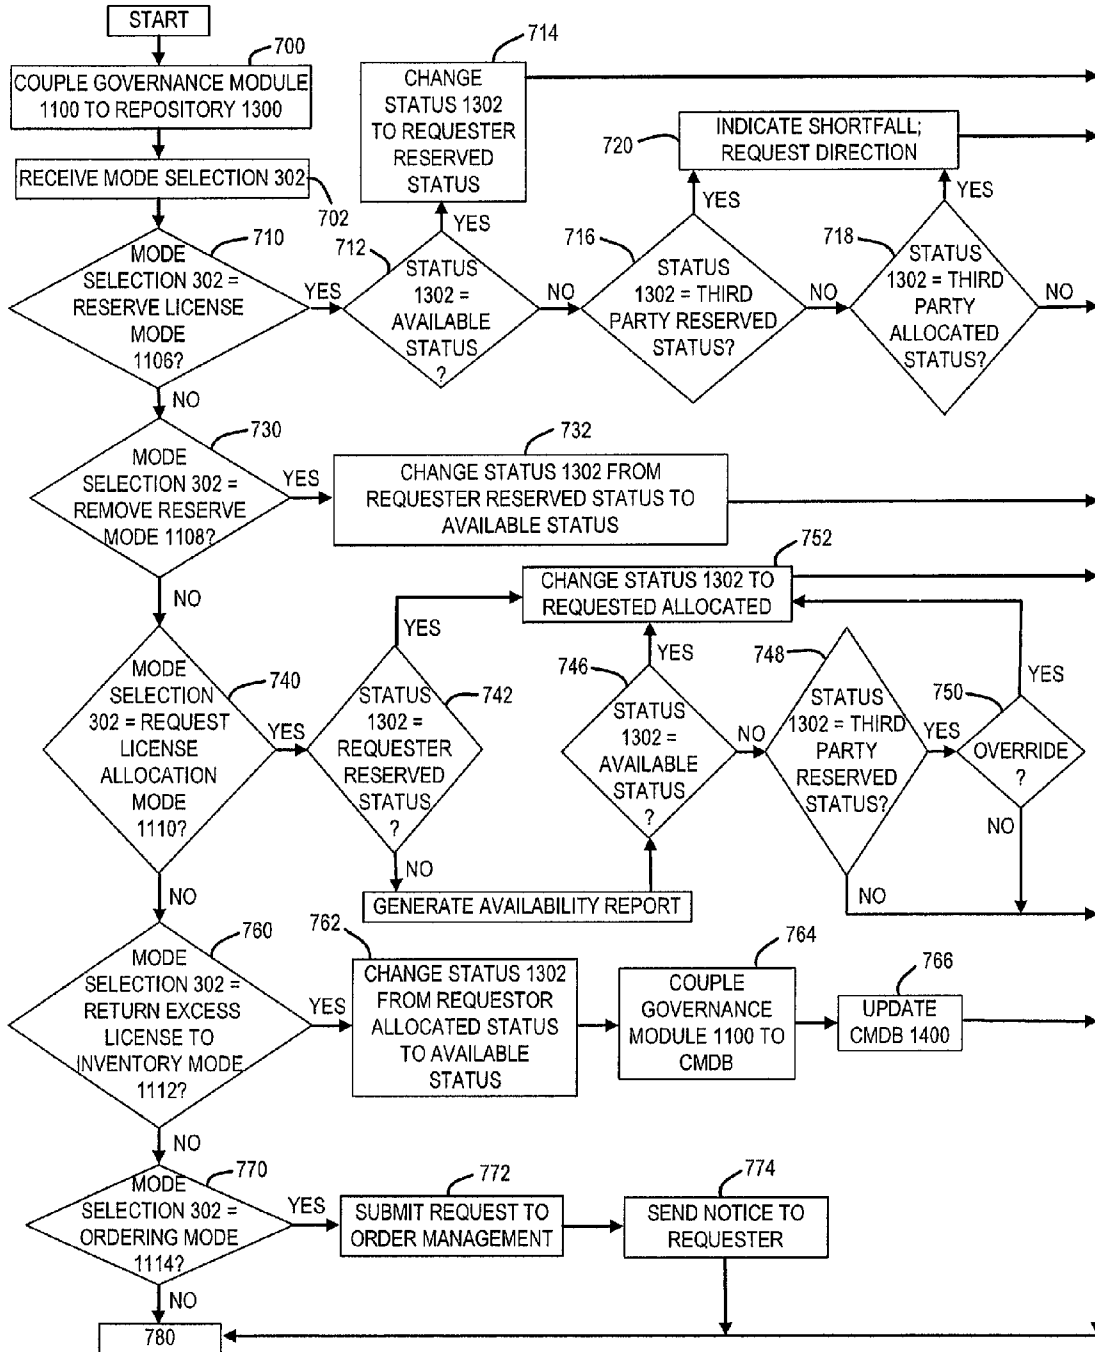 START
700
COUPLE GOVERNANCE MODULE
1100 TO REPOSITORY 1300
RECEIVE MODE SELECTION 302
702
710
MODE
SELECTION 302 =
RESERVE LICENSE
MODE
1106?
YES
NO
712
STATUS
1302 =
AVAILABLE
STATUS
?
YES
NO
714
CHANGE
STATUS 1302
TO REQUESTER
RESERVED
STATUS
716
STATUS
1302 = THIRD
PARTY RESERVED
STATUS?
YES
NO
718
STATUS
1302 = THIRD
PARTY
ALLOCATED
STATUS?
YES
NO
720
INDICATE SHORTFALL;
REQUEST DIRECTION
730
MODE
SELECTION 302 =
REMOVE RESERVE
MODE 1108?
YES
NO
732
CHANGE STATUS 1302 FROM
REQUESTER RESERVED STATUS TO
AVAILABLE STATUS
740
MODE
SELECTION
302 = REQUEST
LICENSE
ALLOCATION
MODE
1110?
YES
NO
742
STATUS
1302 =
REQUESTER
RESERVED
STATUS
?
YES
NO
GENERATE AVAILABILITY REPORT
752
CHANGE STATUS 1302 TO
REQUESTED ALLOCATED
746
STATUS
1302 =
AVAILABLE
STATUS
?
YES
NO
748
STATUS
1302 = THIRD
PARTY
RESERVED
STATUS?
YES
NO
750
OVERRIDE
?
YES
NO
760
MODE
SELECTION 302 =
RETURN EXCESS
LICENSE TO
INVENTORY MODE
1112?
YES
NO
762
CHANGE STATUS 1302
FROM REQUESTOR
ALLOCATED STATUS
TO AVAILABLE
STATUS
764
COUPLE
GOVERNANCE
MODULE 1100 TO
CMDB
766
UPDATE
CMDB 1400
770
MODE
SELECTION 302 =
ORDERING MODE
1114?
YES
NO
772
SUBMIT REQUEST TO
ORDER MANAGEMENT
774
SEND NOTICE TO
REQUESTER
780